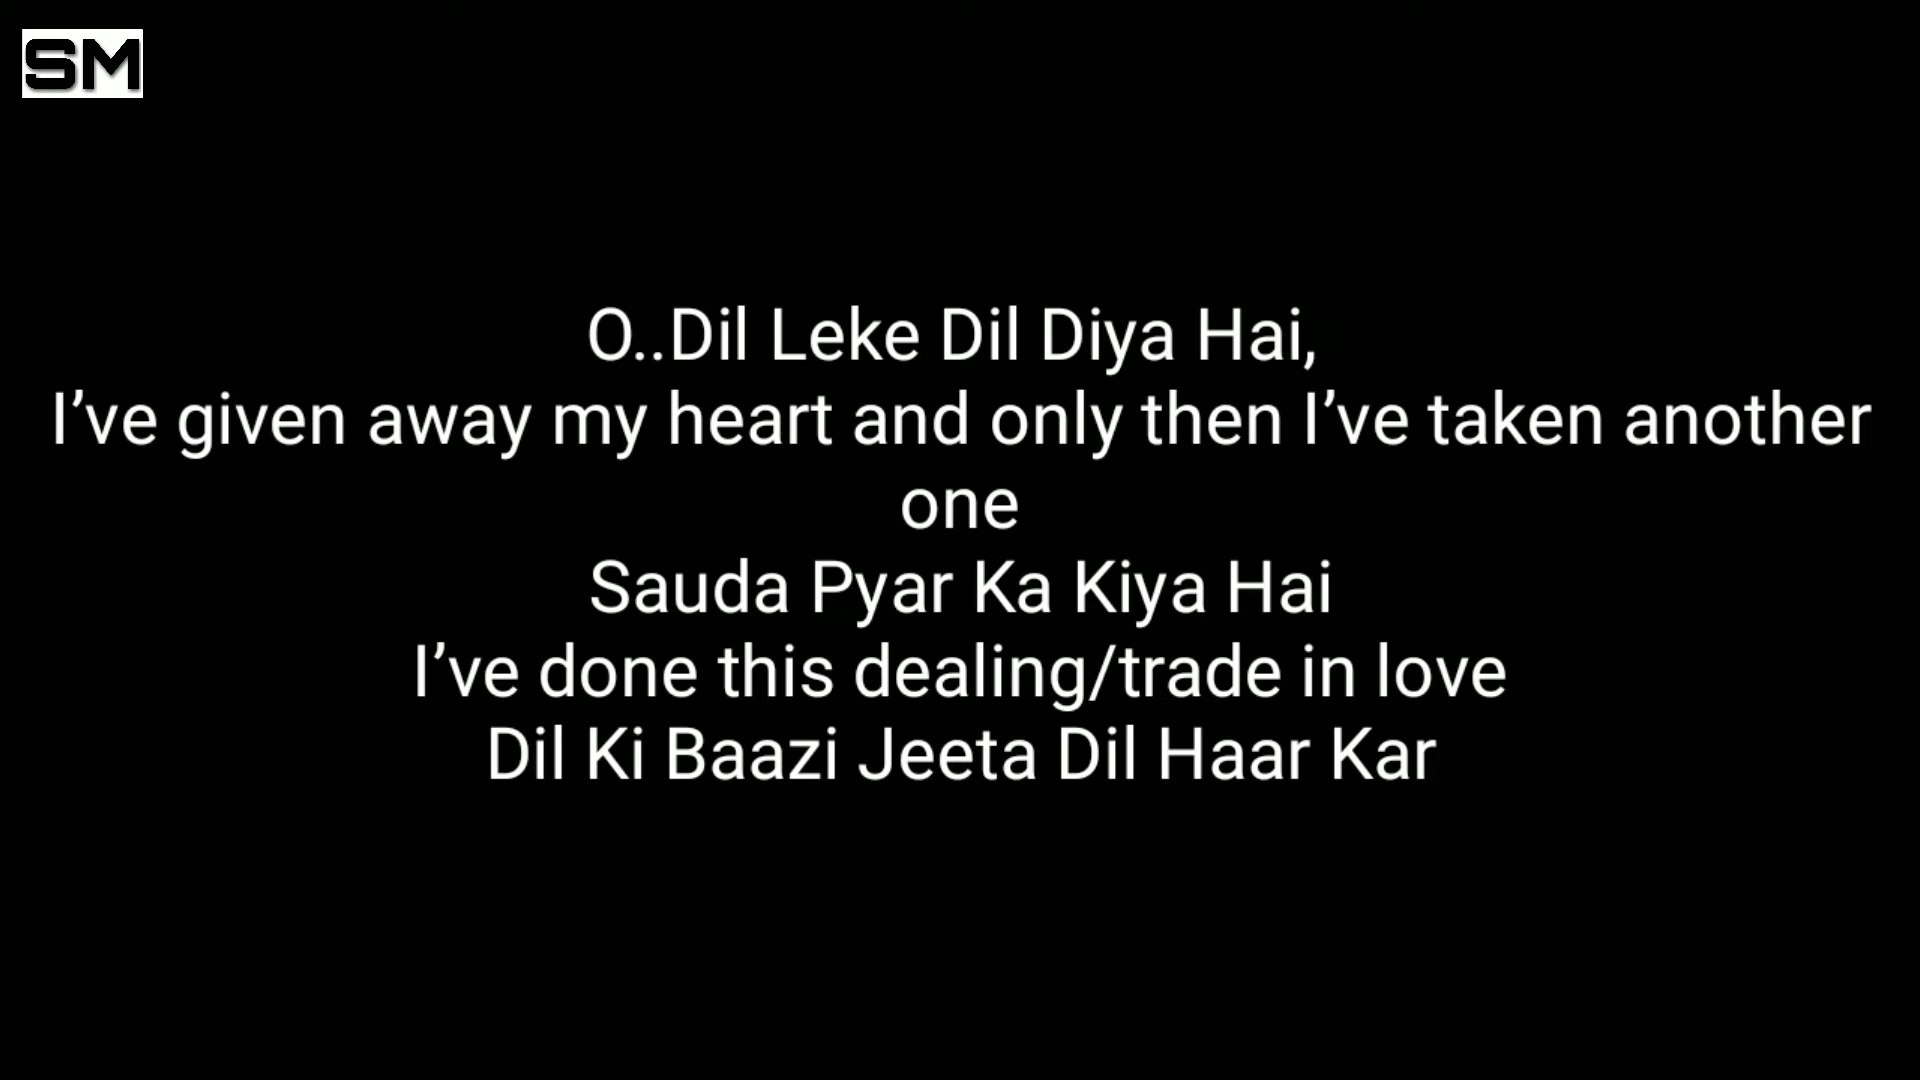 SM
O..Dil Leke Dil Diya Hai,
I’ve given away my heart and only then I’ve taken another
one
Sauda Pyar Ka Kiya Hai
I’ve done this dealing/trade in love
Dil Ki Baazi Jeeta Dil Haar Kar